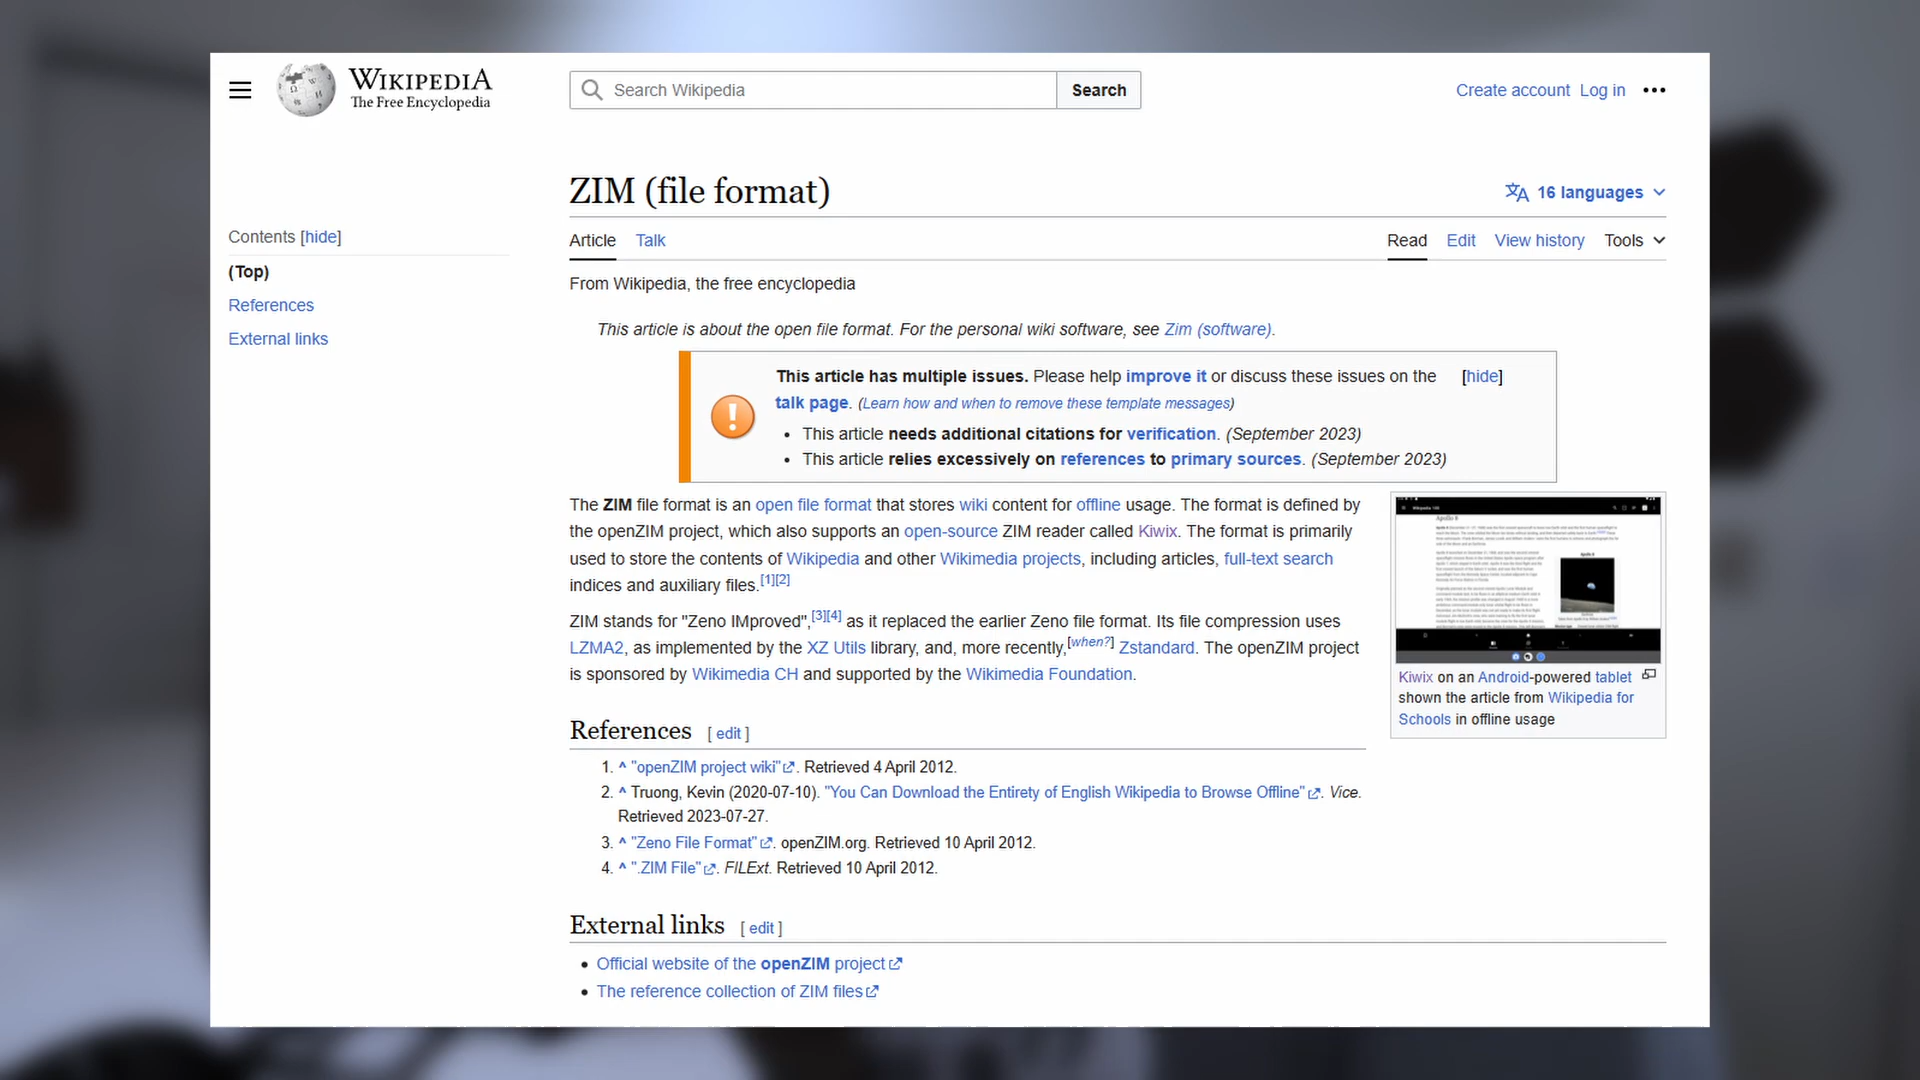 WIKIPEDIA
The Free Encyclopedia
Search Wikipedia
Search
Create account Log in
ZIM (file format)
16 languages
Contents [hide]
(Top)
References
External links
Article Talk
Read Edit View history Tools
From Wikipedia, the free encyclopedia
This article is about the open file format. For the personal wiki software, see Zim (software).
This article has multiple issues. Please help improve it or discuss these issues on the [hide]
talk page. (Learn how and when to remove these template messages)
• This article needs additional citations for verification. (September 2023)
• This article relies excessively on references to primary sources. (September 2023)
The ZIM file format is an open file format that stores wiki content for offline usage. The format is defined by
the openZIM project, which also supports an open-source ZIM reader called Kiwix. The format is primarily
used to store the contents of Wikipedia and other Wikimedia projects, including articles, full-text search
indices and auxiliary files.[1][2]
ZIM stands for "Zeno IMproved",[3][4] as it replaced the earlier Zeno file format. Its file compression uses
LZMA2, as implemented by the XZ Utils library, and, more recently,[when?] Zstandard. The openZIM project
is sponsored by Wikimedia CH and supported by the Wikimedia Foundation.
Apollo 8
Kiwix on an Android-powered tablet
shown the article from Wikipedia for
Schools in offline usage
References [ edit ]
1. ^ "openZIM project wiki". Retrieved 4 April 2012.
2. ^ Truong, Kevin (2020-07-10). "You Can Download the Entirety of English Wikipedia to Browse Offline". Vice.
Retrieved 2023-07-27.
3. ^ "Zeno File Format". openZIM.org. Retrieved 10 April 2012.
4. ^ ".ZIM File". FILExt. Retrieved 10 April 2012.
External links [ edit ]
• Official website of the openZIM project
• The reference collection of ZIM files